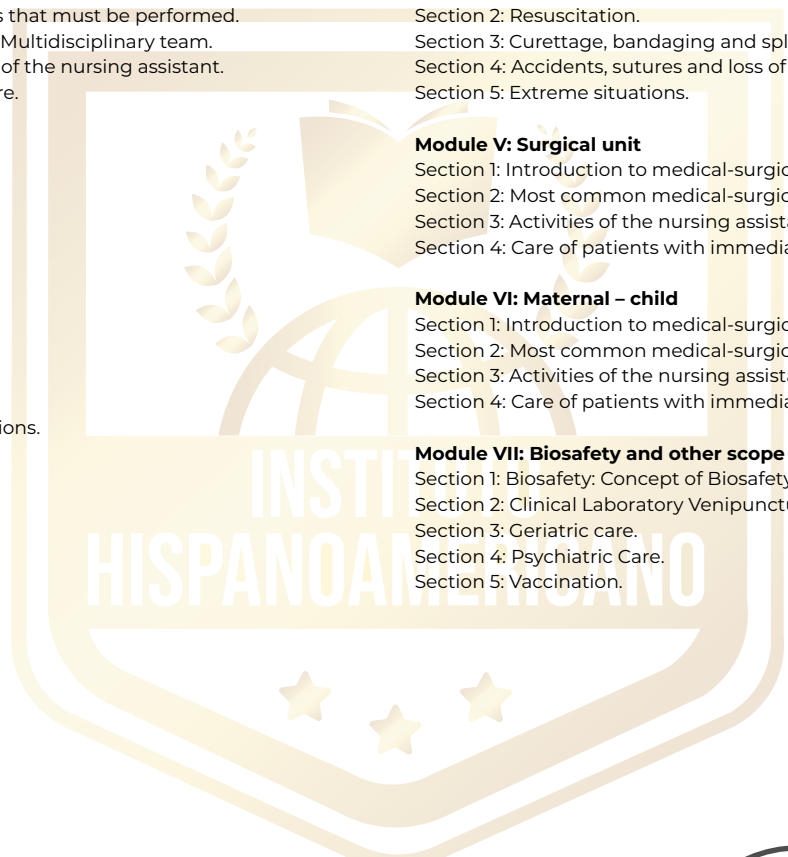 s that must be performed.
Multidisciplinary team.
of the nursing assistant.
re.
ions.
Section 2: Resuscitation.
Section 3: Curettage, bandaging and spl
Section 4: Accidents, sutures and loss of
Section 5: Extreme situations.
Module V: Surgical unit
Section 1: Introduction to medical-surgic
Section 2: Most common medical-surgic
Section 3: Activities of the nursing assista
Section 4: Care of patients with immedia
Module VI: Maternal – child
Section 1: Introduction to medical-surgic
Section 2: Most common medical-surgic
Section 3: Activities of the nursing assista
Section 4: Care of patients with immedia
Module VII: Biosafety and other scope
Section 1: Biosafety: Concept of Biosafety
Section 2: Clinical Laboratory Venipunctu
Section 3: Geriatric care.
Section 4: Psychiatric Care.
Section 5: Vaccination.
INSTITUTO
HISPANOAMERICANO